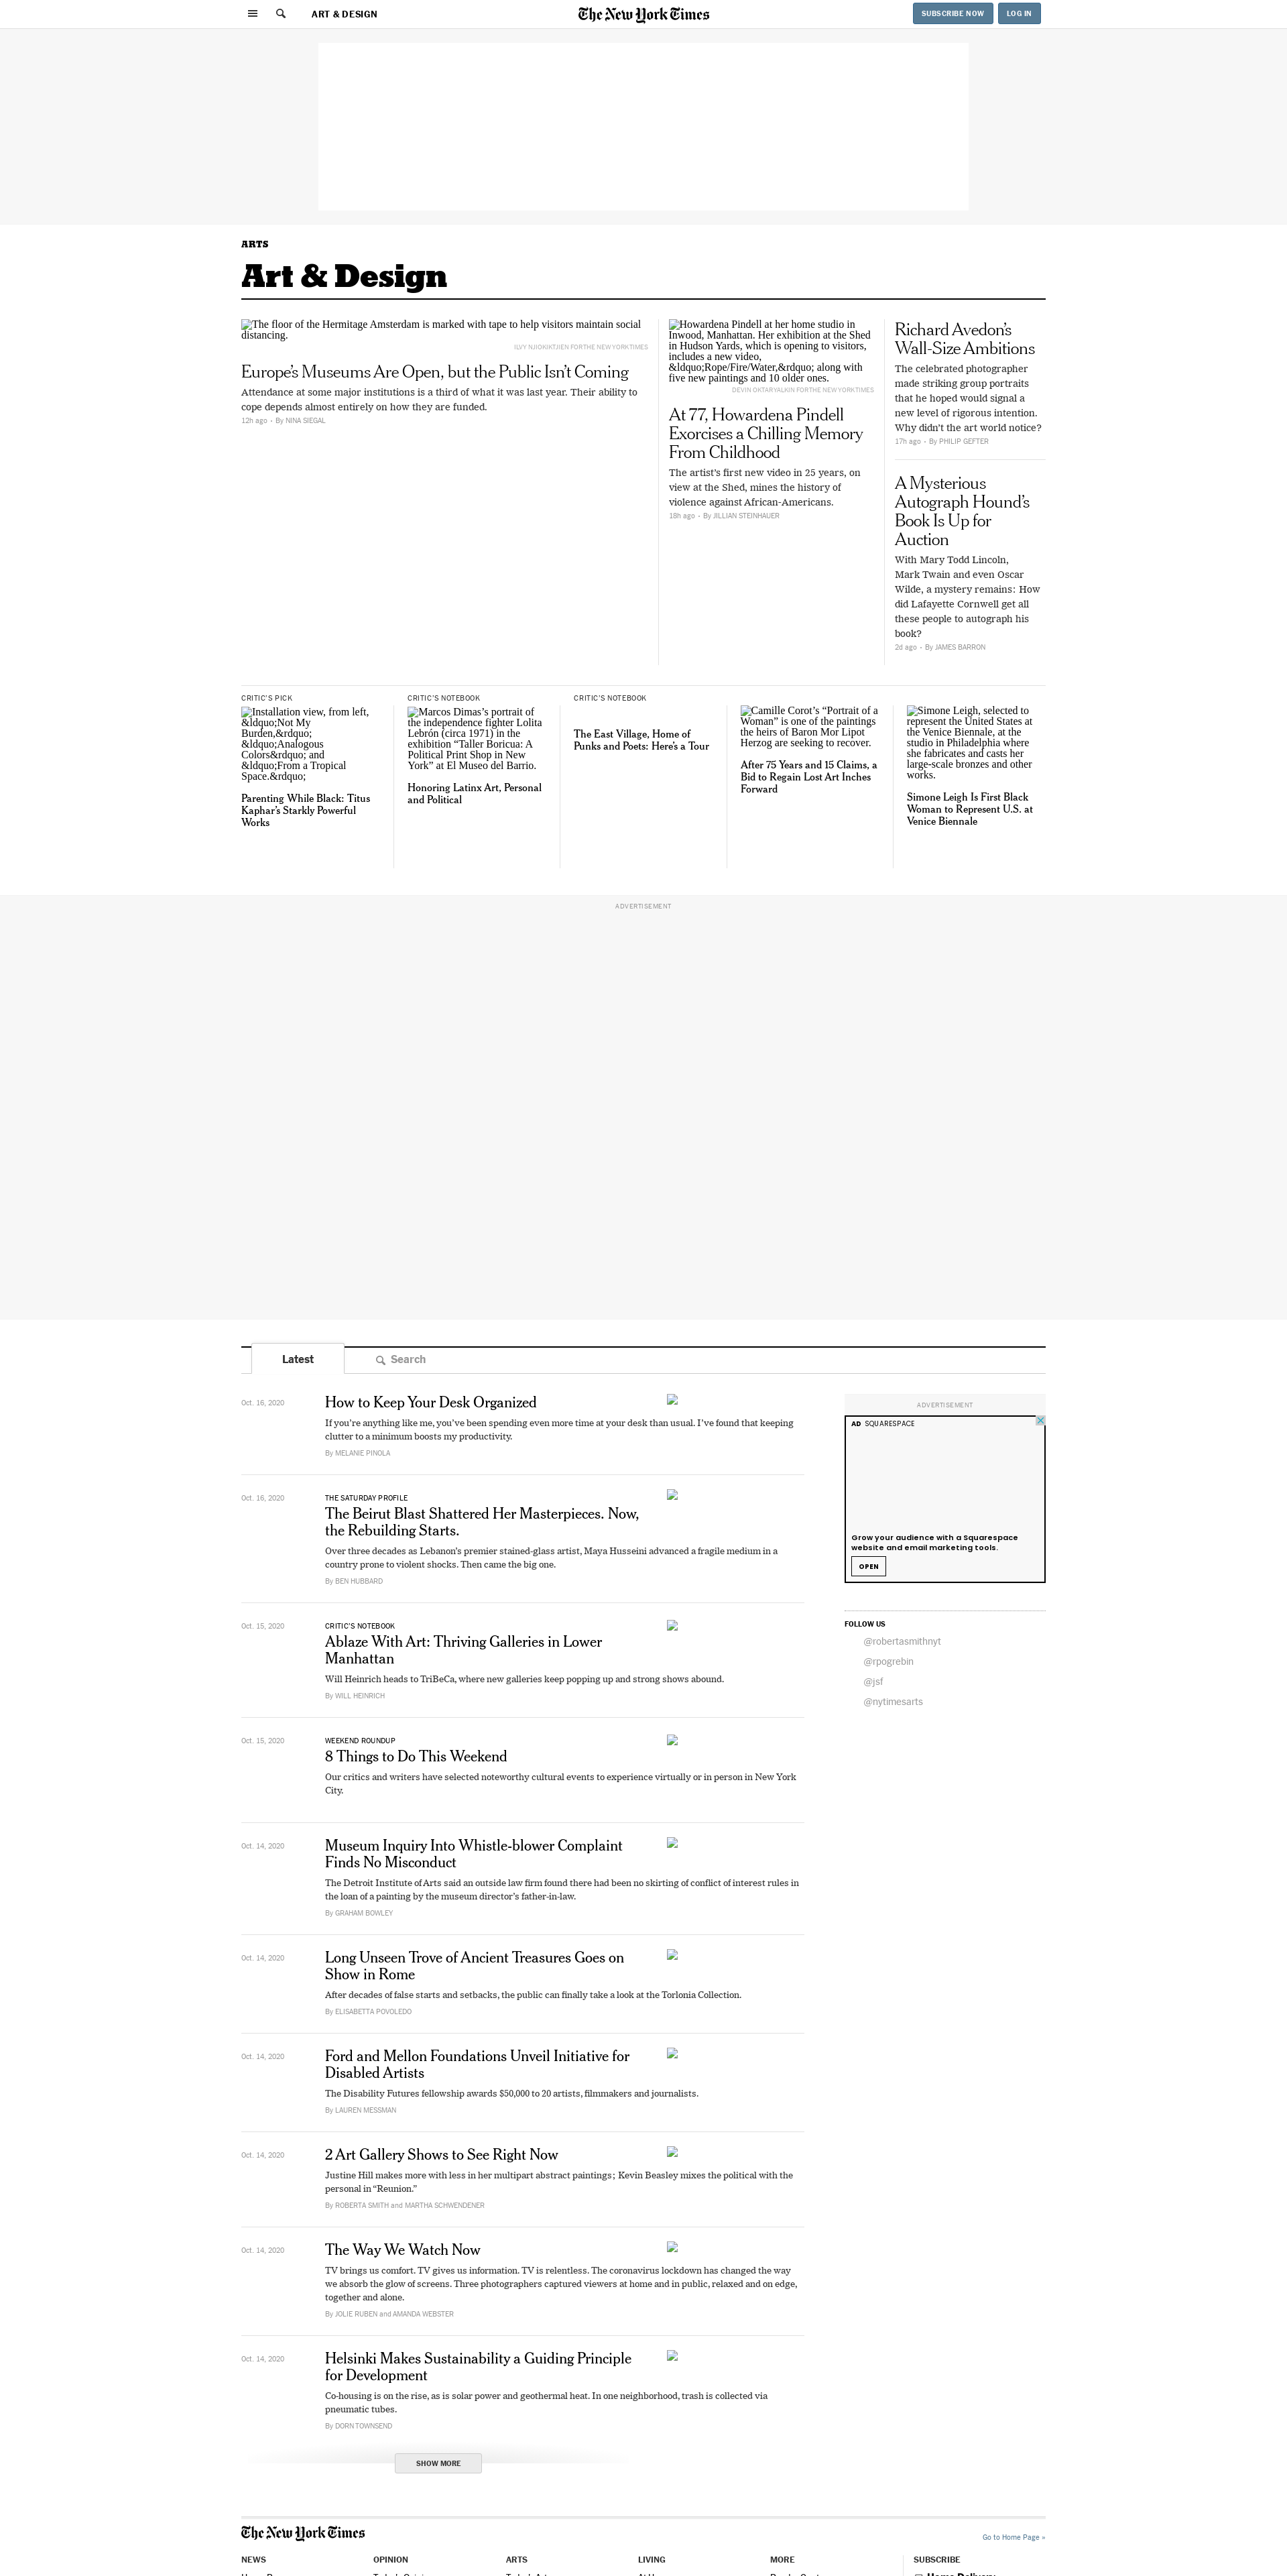 ART & DESIGN
The New York Times
SUBSCRIBE NOW
LOG IN
ARTS
Art & Design
The floor of the Hermitage Amsterdam is marked with tape to help visitors maintain social
distancing.
ILVY NJIOKIKTJIEN FOR THE NEW YORK TIMES
Europe’s Museums Are Open, but the Public Isn’t Coming
Attendance at some major institutions is a third of what it was last year. Their ability to
cope depends almost entirely on how they are funded.
12h ago • By NINA SIEGAL
Howardena Pindell at her home studio in
Inwood, Manhattan. Her exhibition at the Shed
in Hudson Yards, which is opening to visitors,
includes a new video,
&ldquo;Rope/Fire/Water,&rdquo; along with
five new paintings and 10 older ones.
DEVIN OKTAR YALKIN FOR THE NEW YORK TIMES
At 77, Howardena Pindell
Exorcises a Chilling Memory
From Childhood
The artist’s first new video in 25 years, on
view at the Shed, mines the history of
violence against African-Americans.
18h ago • By JILLIAN STEINHAUER
Richard Avedon’s
Wall-Size Ambitions
The celebrated photographer
made striking group portraits
that he hoped would signal a
new level of rigorous intention.
Why didn’t the art world notice?
17h ago • By PHILIP GEFTER
A Mysterious
Autograph Hound’s
Book Is Up for
Auction
With Mary Todd Lincoln,
Mark Twain and even Oscar
Wilde, a mystery remains: How
did Lafayette Cornwell get all
these people to autograph his
book?
2d ago • By JAMES BARRON
CRITIC’S PICK
Installation view, from left,
&ldquo;Not My
Burden,&rdquo;
&ldquo;Analogous
Colors&rdquo; and
&ldquo;From a Tropical
Space.&rdquo;
Parenting While Black: Titus
Kaphar’s Starkly Powerful
Works
CRITIC’S NOTEBOOK
Marcos Dimas’s portrait of
the independence fighter Lolita
Lebrón (circa 1971) in the
exhibition “Taller Boricua: A
Political Print Shop in New
York” at El Museo del Barrio.
Honoring Latinx Art, Personal
and Political
CRITIC’S NOTEBOOK
The East Village, Home of
Punks and Poets: Here’s a Tour
Camille Corot’s “Portrait of a
Woman” is one of the paintings
the heirs of Baron Mor Lipot
Herzog are seeking to recover.
After 75 Years and 15 Claims, a
Bid to Regain Lost Art Inches
Forward
Simone Leigh, selected to
represent the United States at
the Venice Biennale, at the
studio in Philadelphia where
she fabricates and casts her
large-scale bronzes and other
works.
Simone Leigh Is First Black
Woman to Represent U.S. at
Venice Biennale
ADVERTISEMENT
Latest
Search
Oct. 16, 2020
How to Keep Your Desk Organized
If you’re anything like me, you’ve been spending even more time at your desk than usual. I’ve found that keeping
clutter to a minimum boosts my productivity.
By MELANIE PINOLA
Oct. 16, 2020
THE SATURDAY PROFILE
The Beirut Blast Shattered Her Masterpieces. Now,
the Rebuilding Starts.
Over three decades as Lebanon’s premier stained-glass artist, Maya Husseini advanced a fragile medium in a
country prone to violent shocks. Then came the big one.
By BEN HUBBARD
Oct. 15, 2020
CRITIC’S NOTEBOOK
Ablaze With Art: Thriving Galleries in Lower
Manhattan
Will Heinrich heads to TriBeCa, where new galleries keep popping up and strong shows abound.
By WILL HEINRICH
Oct. 15, 2020
WEEKEND ROUNDUP
8 Things to Do This Weekend
Our critics and writers have selected noteworthy cultural events to experience virtually or in person in New York
City.
Oct. 14, 2020
Museum Inquiry Into Whistle-blower Complaint
Finds No Misconduct
The Detroit Institute of Arts said an outside law firm found there had been no skirting of conflict of interest rules in
the loan of a painting by the museum director’s father-in-law.
By GRAHAM BOWLEY
Oct. 14, 2020
Long Unseen Trove of Ancient Treasures Goes on
Show in Rome
After decades of false starts and setbacks, the public can finally take a look at the Torlonia Collection.
By ELISABETTA POVOLEDO
Oct. 14, 2020
Ford and Mellon Foundations Unveil Initiative for
Disabled Artists
The Disability Futures fellowship awards $50,000 to 20 artists, filmmakers and journalists.
By LAUREN MESSMAN
Oct. 14, 2020
2 Art Gallery Shows to See Right Now
Justine Hill makes more with less in her multipart abstract paintings; Kevin Beasley mixes the political with the
personal in “Reunion.”
By ROBERTA SMITH and MARTHA SCHWENDENER
Oct. 14, 2020
The Way We Watch Now
TV brings us comfort. TV gives us information. TV is relentless. The coronavirus lockdown has changed the way
we absorb the glow of screens. Three photographers captured viewers at home and in public, relaxed and on edge,
together and alone.
By JOLIE RUBEN and AMANDA WEBSTER
Oct. 14, 2020
Helsinki Makes Sustainability a Guiding Principle
for Development
Co-housing is on the rise, as is solar power and geothermal heat. In one neighborhood, trash is collected via
pneumatic tubes.
By DORN TOWNSEND
SHOW MORE
ADVERTISEMENT
AD SQUARESPACE
Grow your audience with a Squarespace
website and email marketing tools.
OPEN
FOLLOW US
@robertasmithnyt
@rpogrebin
@jsf
@nytimesarts
The New York Times
Go to Home Page »
NEWS
OPINION
ARTS
LIVING
MORE
SUBSCRIBE